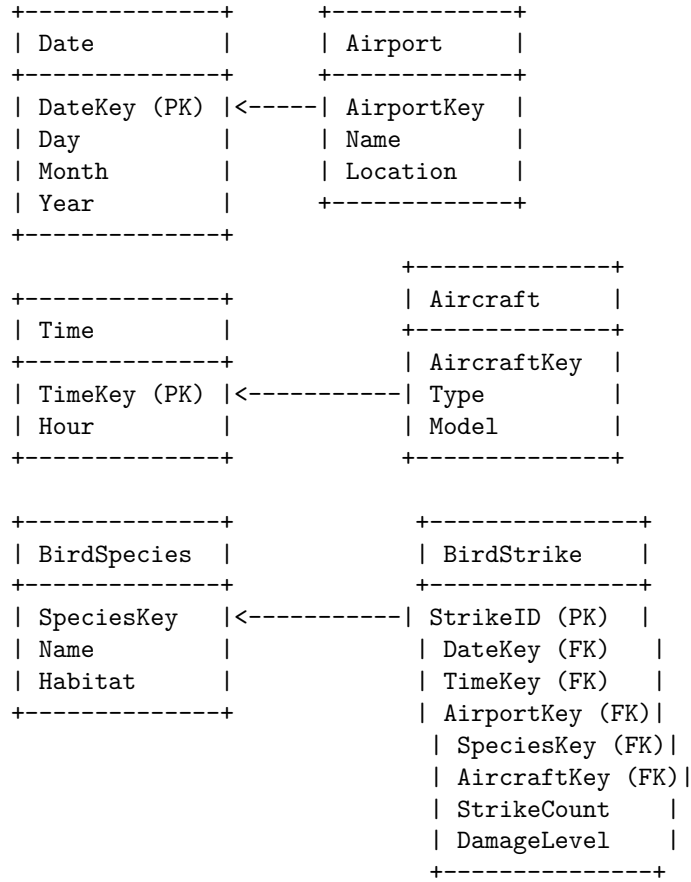 +--------------+      +-------------+
| Date         |      | Airport     |
+--------------+      +-------------+
| DateKey (PK) |<-----| AirportKey  |
| Day          |      | Name        |
| Month        |      | Location    |
| Year         |      +-------------+
+--------------+
                            +--------------+
+--------------+            | Aircraft     |
| Time         |            +--------------+
+--------------+            | AircraftKey  |
| TimeKey (PK) |<-----------| Type         |
| Hour         |            | Model        |
+--------------+            +--------------+

+--------------+             +---------------+
| BirdSpecies  |             | BirdStrike    |
+--------------+             +---------------+
| SpeciesKey   |<-----------| StrikeID (PK)  |
| Name         |             | DateKey (FK)   |
| Habitat      |             | TimeKey (FK)   |
+--------------+             | AirportKey (FK)|
                              | SpeciesKey (FK)|
                              | AircraftKey (FK)|
                              | StrikeCount    |
                              | DamageLevel    |
                              +---------------+